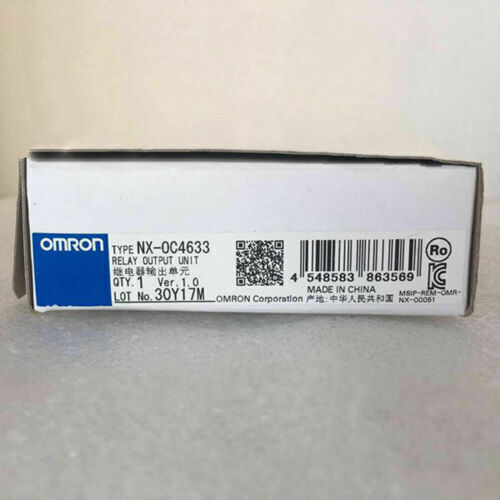 OMRON
TYPE NX-OC4633
RELAY OUTPUT UNIT
继电器输出单元
QTY. 1 Ver.1.0
LOT No. 30Y17M
OMRON Corporation
4 548583 863569
MADE IN CHINA
产地:中华人民共和国
Ro
MSIP-REM-OMR-
NX-00051